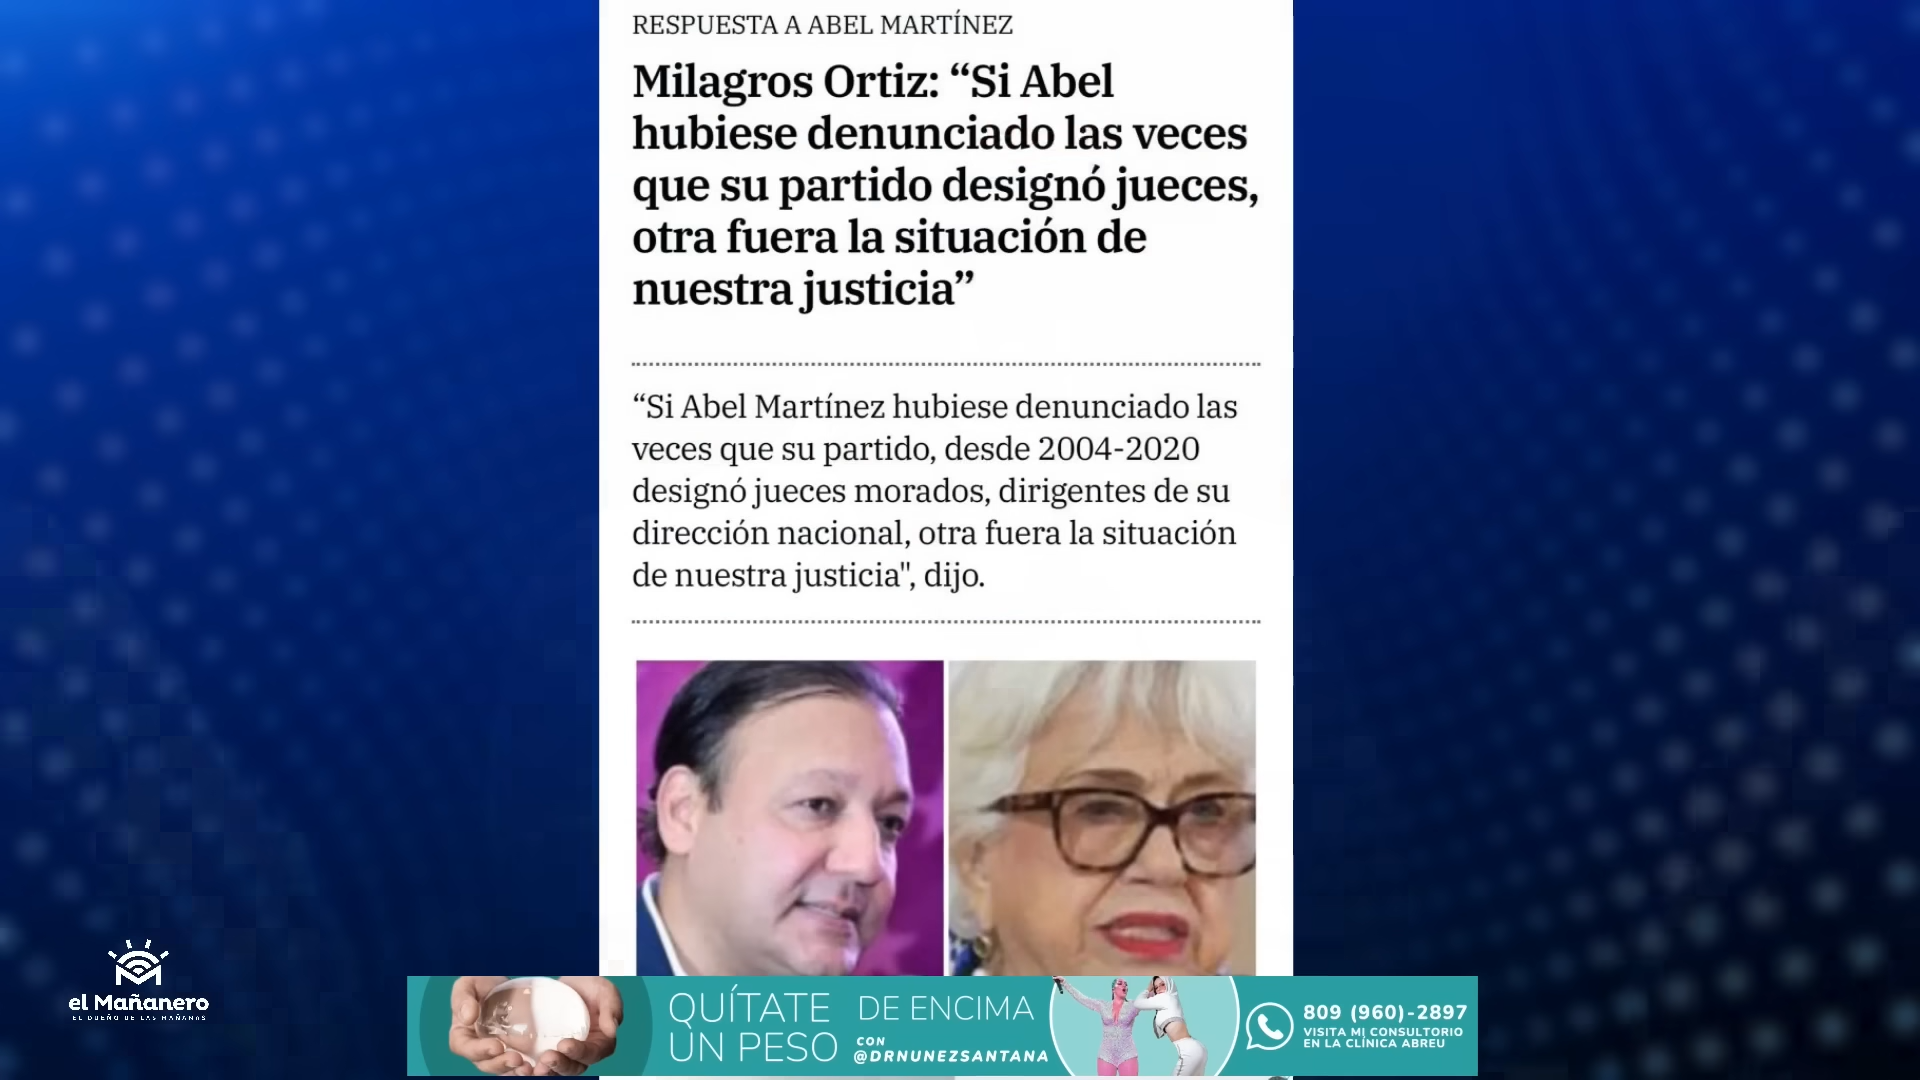 RESPUESTA A ABEL MARTÍNEZ
Milagros Ortiz: “Si Abel
hubiese denunciado las veces
que su partido designó jueces,
otra fuera la situación de
nuestra justicia”
“Si Abel Martínez hubiese denunciado las
veces que su partido, desde 2004-2020
designó jueces morados, dirigentes de su
dirección nacional, otra fuera la situación
de nuestra justicia", dijo.
el Mañanero
EL DUEÑO DE LAS MAÑANAS
QUÍTATE
UN PESO
DE ENCIMA
CON
@DRNUNEZSANTANA
809 (960)-2897
VISITA MI CONSULTORIO
EN LA CLÍNICA ABREU